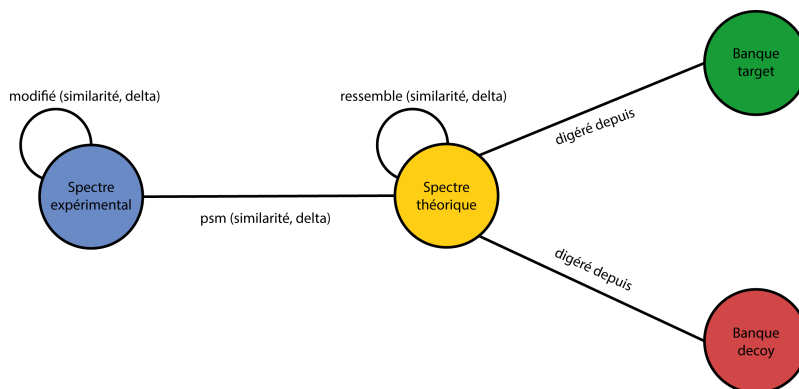 Banque
target
modifié (similarité, delta)
ressemble (similarité, delta)
digéré depuis
Spectre
expérimental
Spectre
théorique
psm (similarité, delta)
digéré depuis
Banque
decoy